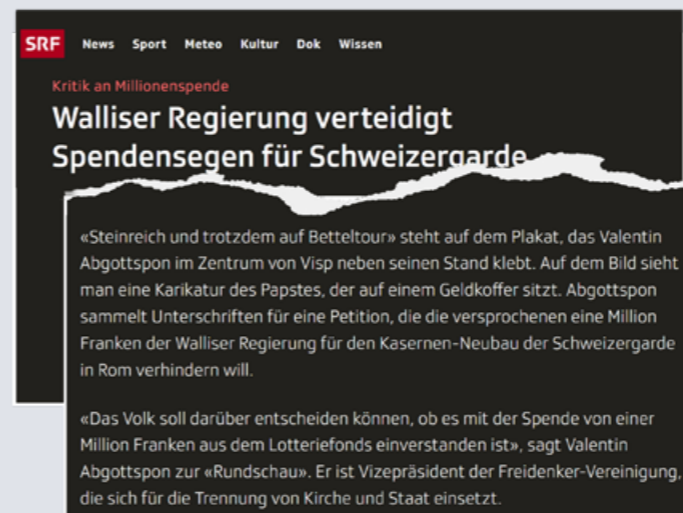 SRF News Sport Meteo Kultur Dok Wissen
Kritik an Millionenspende
Walliser Regierung verteidigt
Spendensegen für Schweizergarde
«Steinreich und trotzdem auf Betteltour» steht auf dem Plakat, das Valentin
Abgottspon im Zentrum von Visp neben seinen Stand klebt. Auf dem Bild sieht
man eine Karikatur des Papstes, der auf einem Geldkoffer sitzt. Abgottspon
sammelt Unterschriften für eine Petition, die die versprochenen eine Million
Franken der Walliser Regierung für den Kasernen-Neubau der Schweizergarde
in Rom verhindern will.
«Das Volk soll darüber entscheiden können, ob es mit der Spende von einer
Million Franken aus dem Lotteriefonds einverstanden ist», sagt Valentin
Abgottspon zur «Rundschau». Er ist Vizepräsident der Freidenker-Vereinigung,
die sich für die Trennung von Kirche und Staat einsetzt.